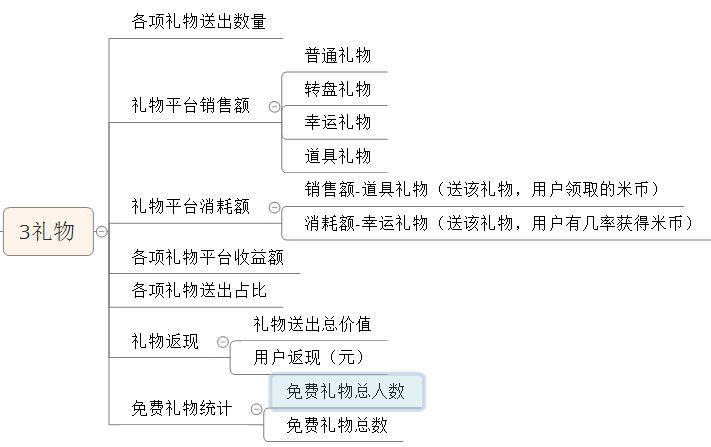 各项礼物送出数量
普通礼物
转盘礼物
礼物平台销售额
幸运礼物
道具礼物
销售额-道具礼物（送该礼物，用户领取的米币）
礼物平台消耗额
消耗额-幸运礼物（送该礼物，用户有几率获得米币）
3礼物
各项礼物平台收益额
各项礼物送出占比
礼物送出总价值
礼物返现
用户返现（元）
免费礼物总人数
免费礼物统计
免费礼物总数